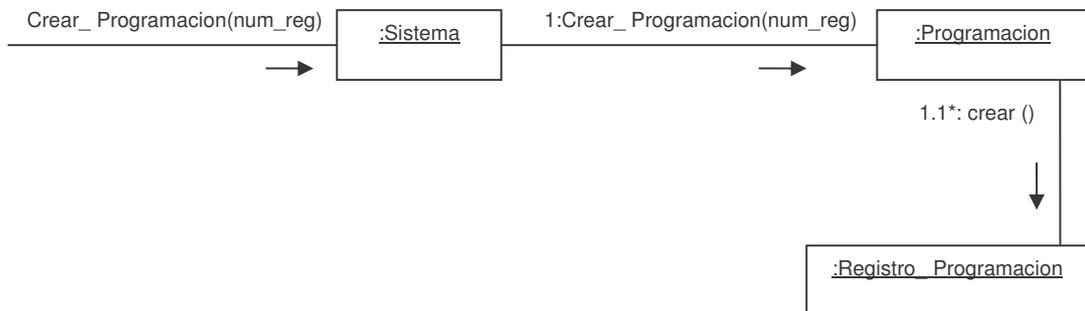 Crear_ Programacion(num_reg)
:Sistema
1:Crear_ Programacion(num_reg)
:Programacion
1.1*: crear ()
:Registro_ Programacion